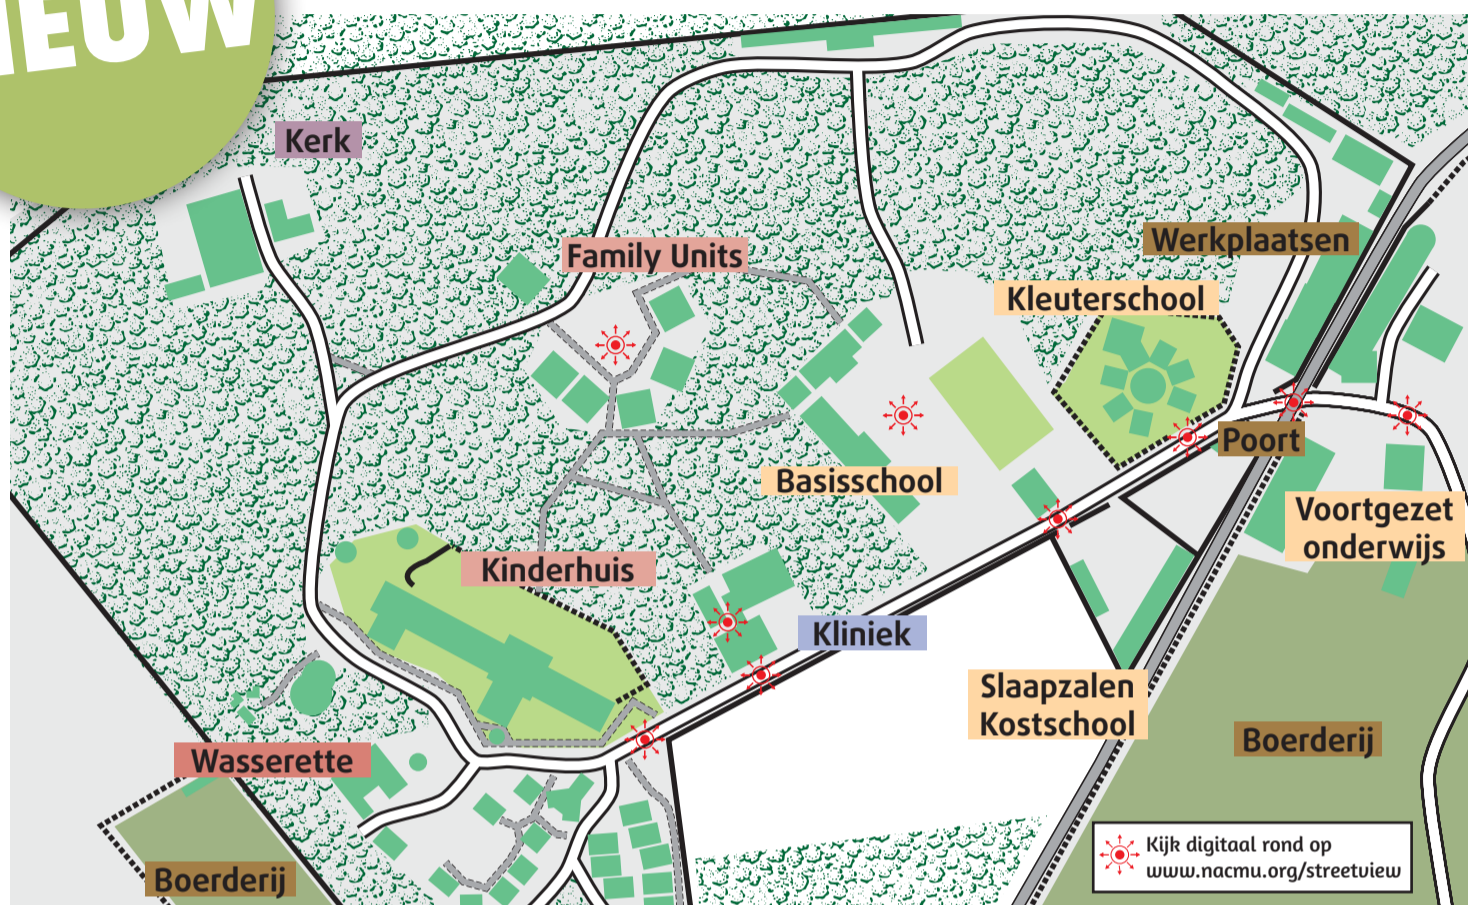 Kerk
Family Units
Werkplaatsen
Kleuterschool
Poort
Basisschool
Voortgezet
onderwijs
Kinderhuis
Kliniek
Slaapzalen
Kostschool
Boerderij
Wasserette
Boerderij
Kijk digitaal rond op
www.nacmu.org/streetview